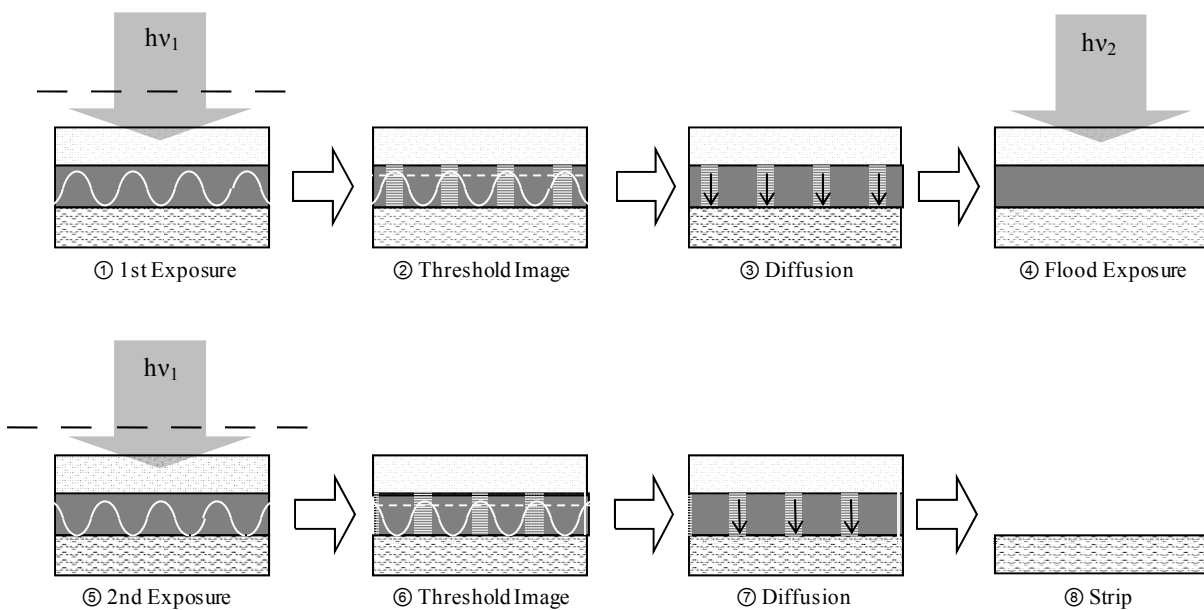 hν₁
hν₂
① 1st Exposure
② Threshold Image
③ Diffusion
④ Flood Exposure
hν₁
⑤ 2nd Exposure
⑥ Threshold Image
⑦ Diffusion
⑧ Strip